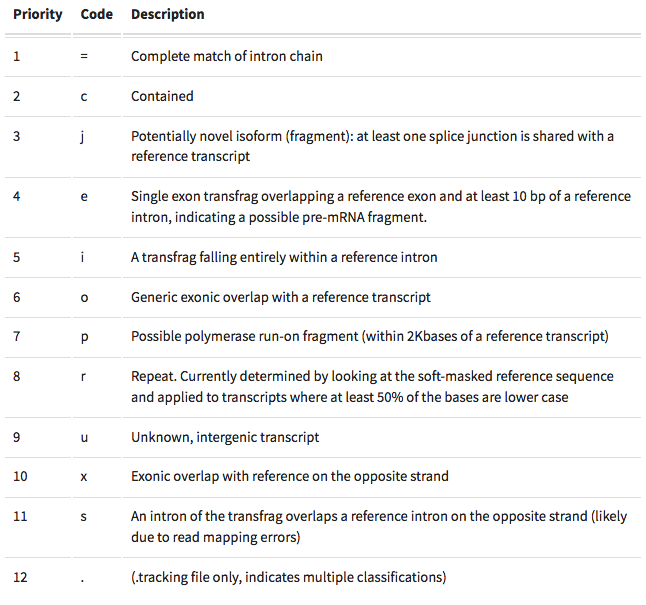 Priority Code Description
1 = Complete match of intron chain
2 c Contained
3 j Potentially novel isoform (fragment): at least one splice junction is shared with a
reference transcript
4 e Single exon transfrag overlapping a reference exon and at least 10 bp of a reference
intron, indicating a possible pre-mRNA fragment.
5 i A transfrag falling entirely within a reference intron
6 o Generic exonic overlap with a reference transcript
7 p Possible polymerase run-on fragment (within 2Kbases of a reference transcript)
8 r Repeat. Currently determined by looking at the soft-masked reference sequence
and applied to transcripts where at least 50% of the bases are lower case
9 u Unknown, intergenic transcript
10 x Exonic overlap with reference on the opposite strand
11 s An intron of the transfrag overlaps a reference intron on the opposite strand (likely
due to read mapping errors)
12 . (.tracking file only, indicates multiple classifications)